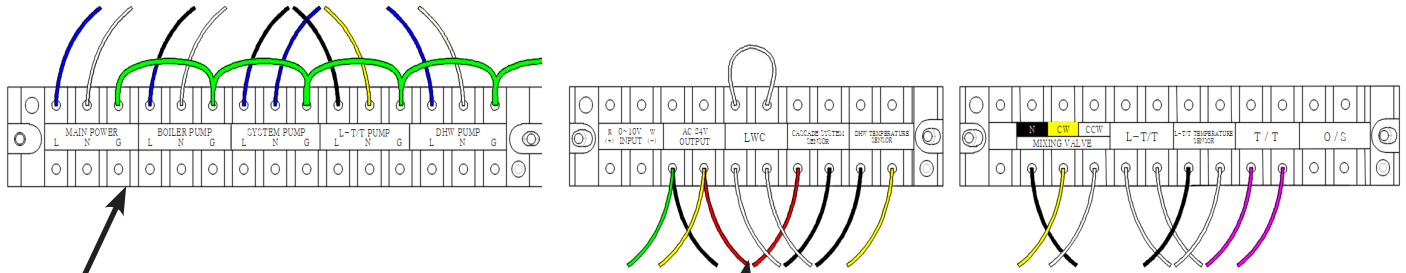 MAIN POWER
L N G
BOILER PUMP
L N G
SYSTEM PUMP
L N G
L-T/T PUMP
L N G
DHW PUMP
L N G
R 0~10V W
(+) INPUT (-)
AC 24V
OUTPUT
LWC
CASCADE SYSTEM
SENSOR
DHW TEMPERATURE
SENSOR
N CW CCW
MIXING VALVE
L-T/T
L-T/T TEMPERATURE
SENSOR
T/T
O/S